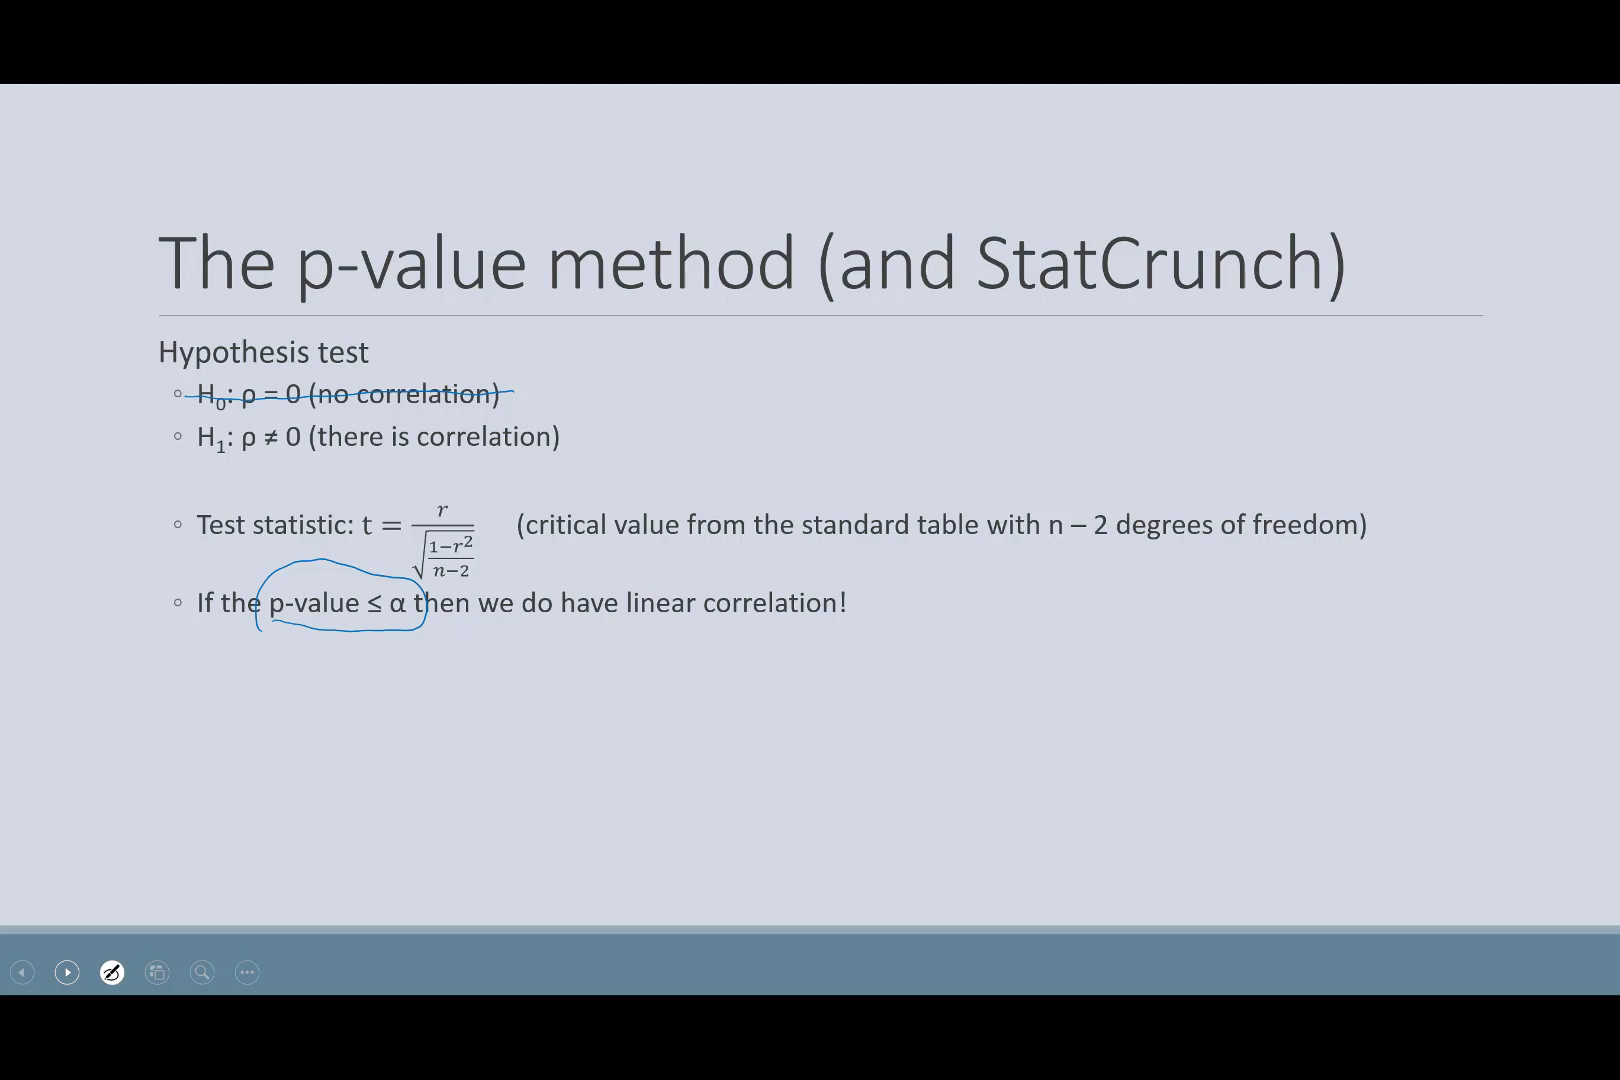 The p-value method (and StatCrunch)
Hypothesis test
◦ H₀: ρ = 0 (no correlation)
◦ H₁: ρ ≠ 0 (there is correlation)
◦ Test statistic: t = r / √((1−r²)/(n−2)) (critical value from the standard table with n – 2 degrees of freedom)
◦ If the p-value ≤ α then we do have linear correlation!